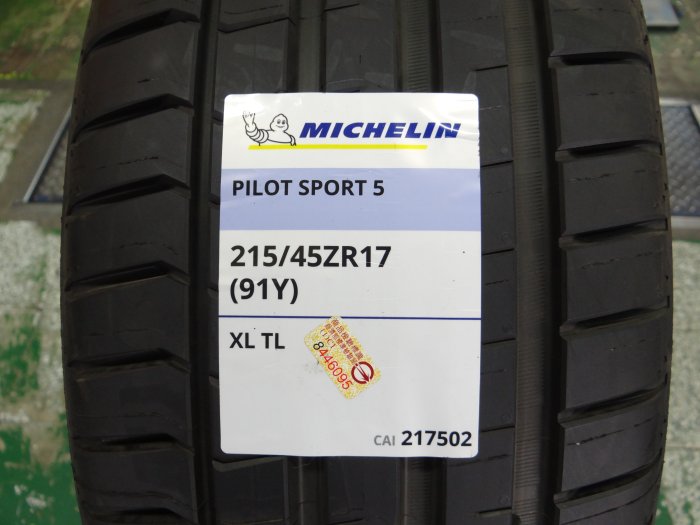 MICHELIN
PILOT SPORT 5
215/45ZR17
(91Y)
XL TL
8446095
CAI 217502